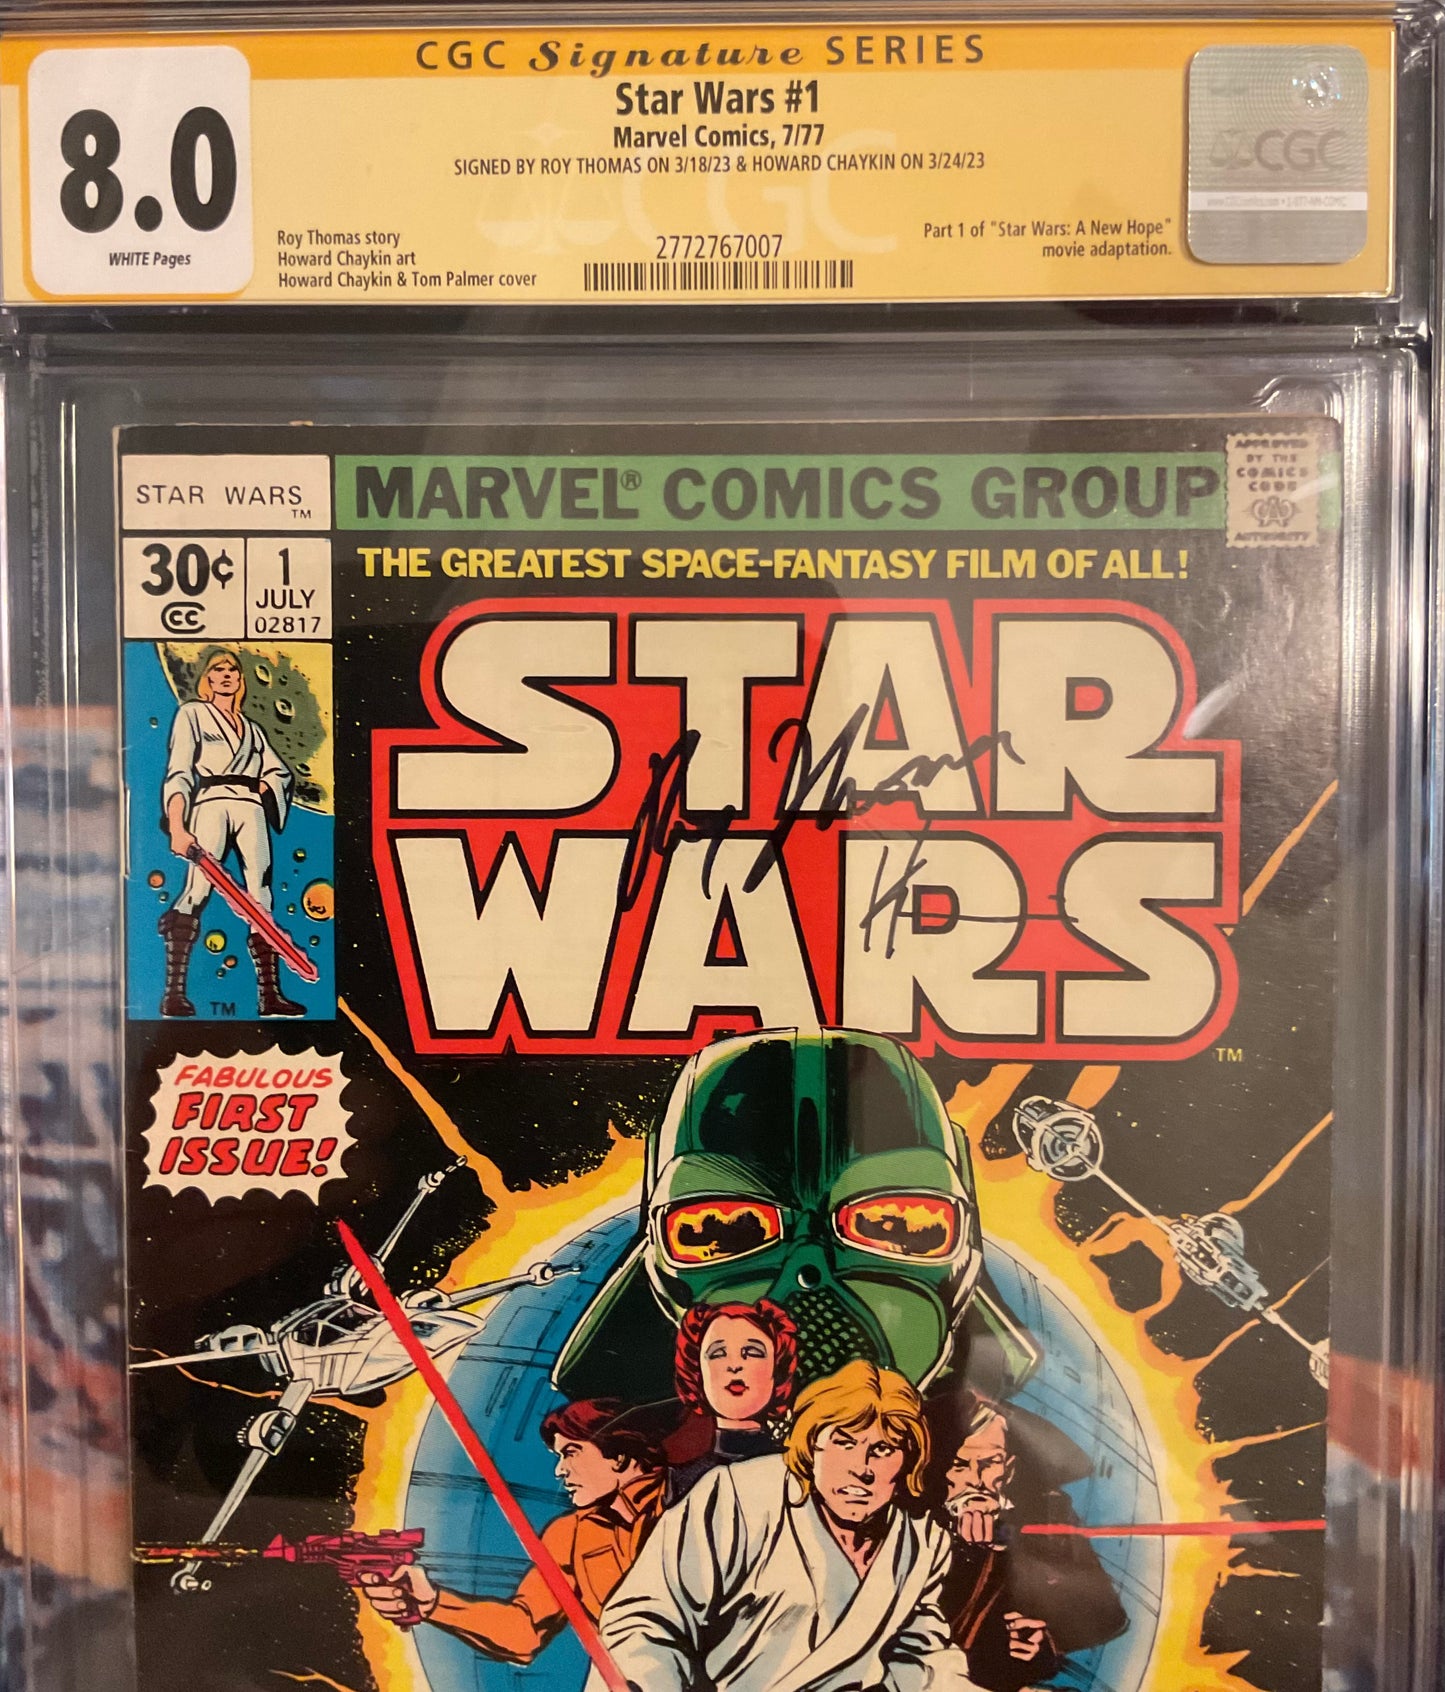 CGC Signature SERIES
8.0
WHITE Pages
Star Wars #1
Marvel Comics, 7/77
SIGNED BY ROY THOMAS ON 3/18/23 & HOWARD CHAYKIN ON 3/24/23
Roy Thomas story
Howard Chaykin art
Howard Chaykin & Tom Palmer cover
2772767007
Part 1 of "Star Wars: A New Hope"
movie adaptation.
CGC
CGC
STAR WARS
TM
MARVEL® COMICS GROUP
APPROVED
BY THE
COMICS
CODE
AUTHORITY
30¢
CC
1
JULY
02817
THE GREATEST SPACE-FANTASY FILM OF ALL!
STAR
WARS
TM
Roy Thomas
TM
FABULOUS
FIRST
ISSUE!